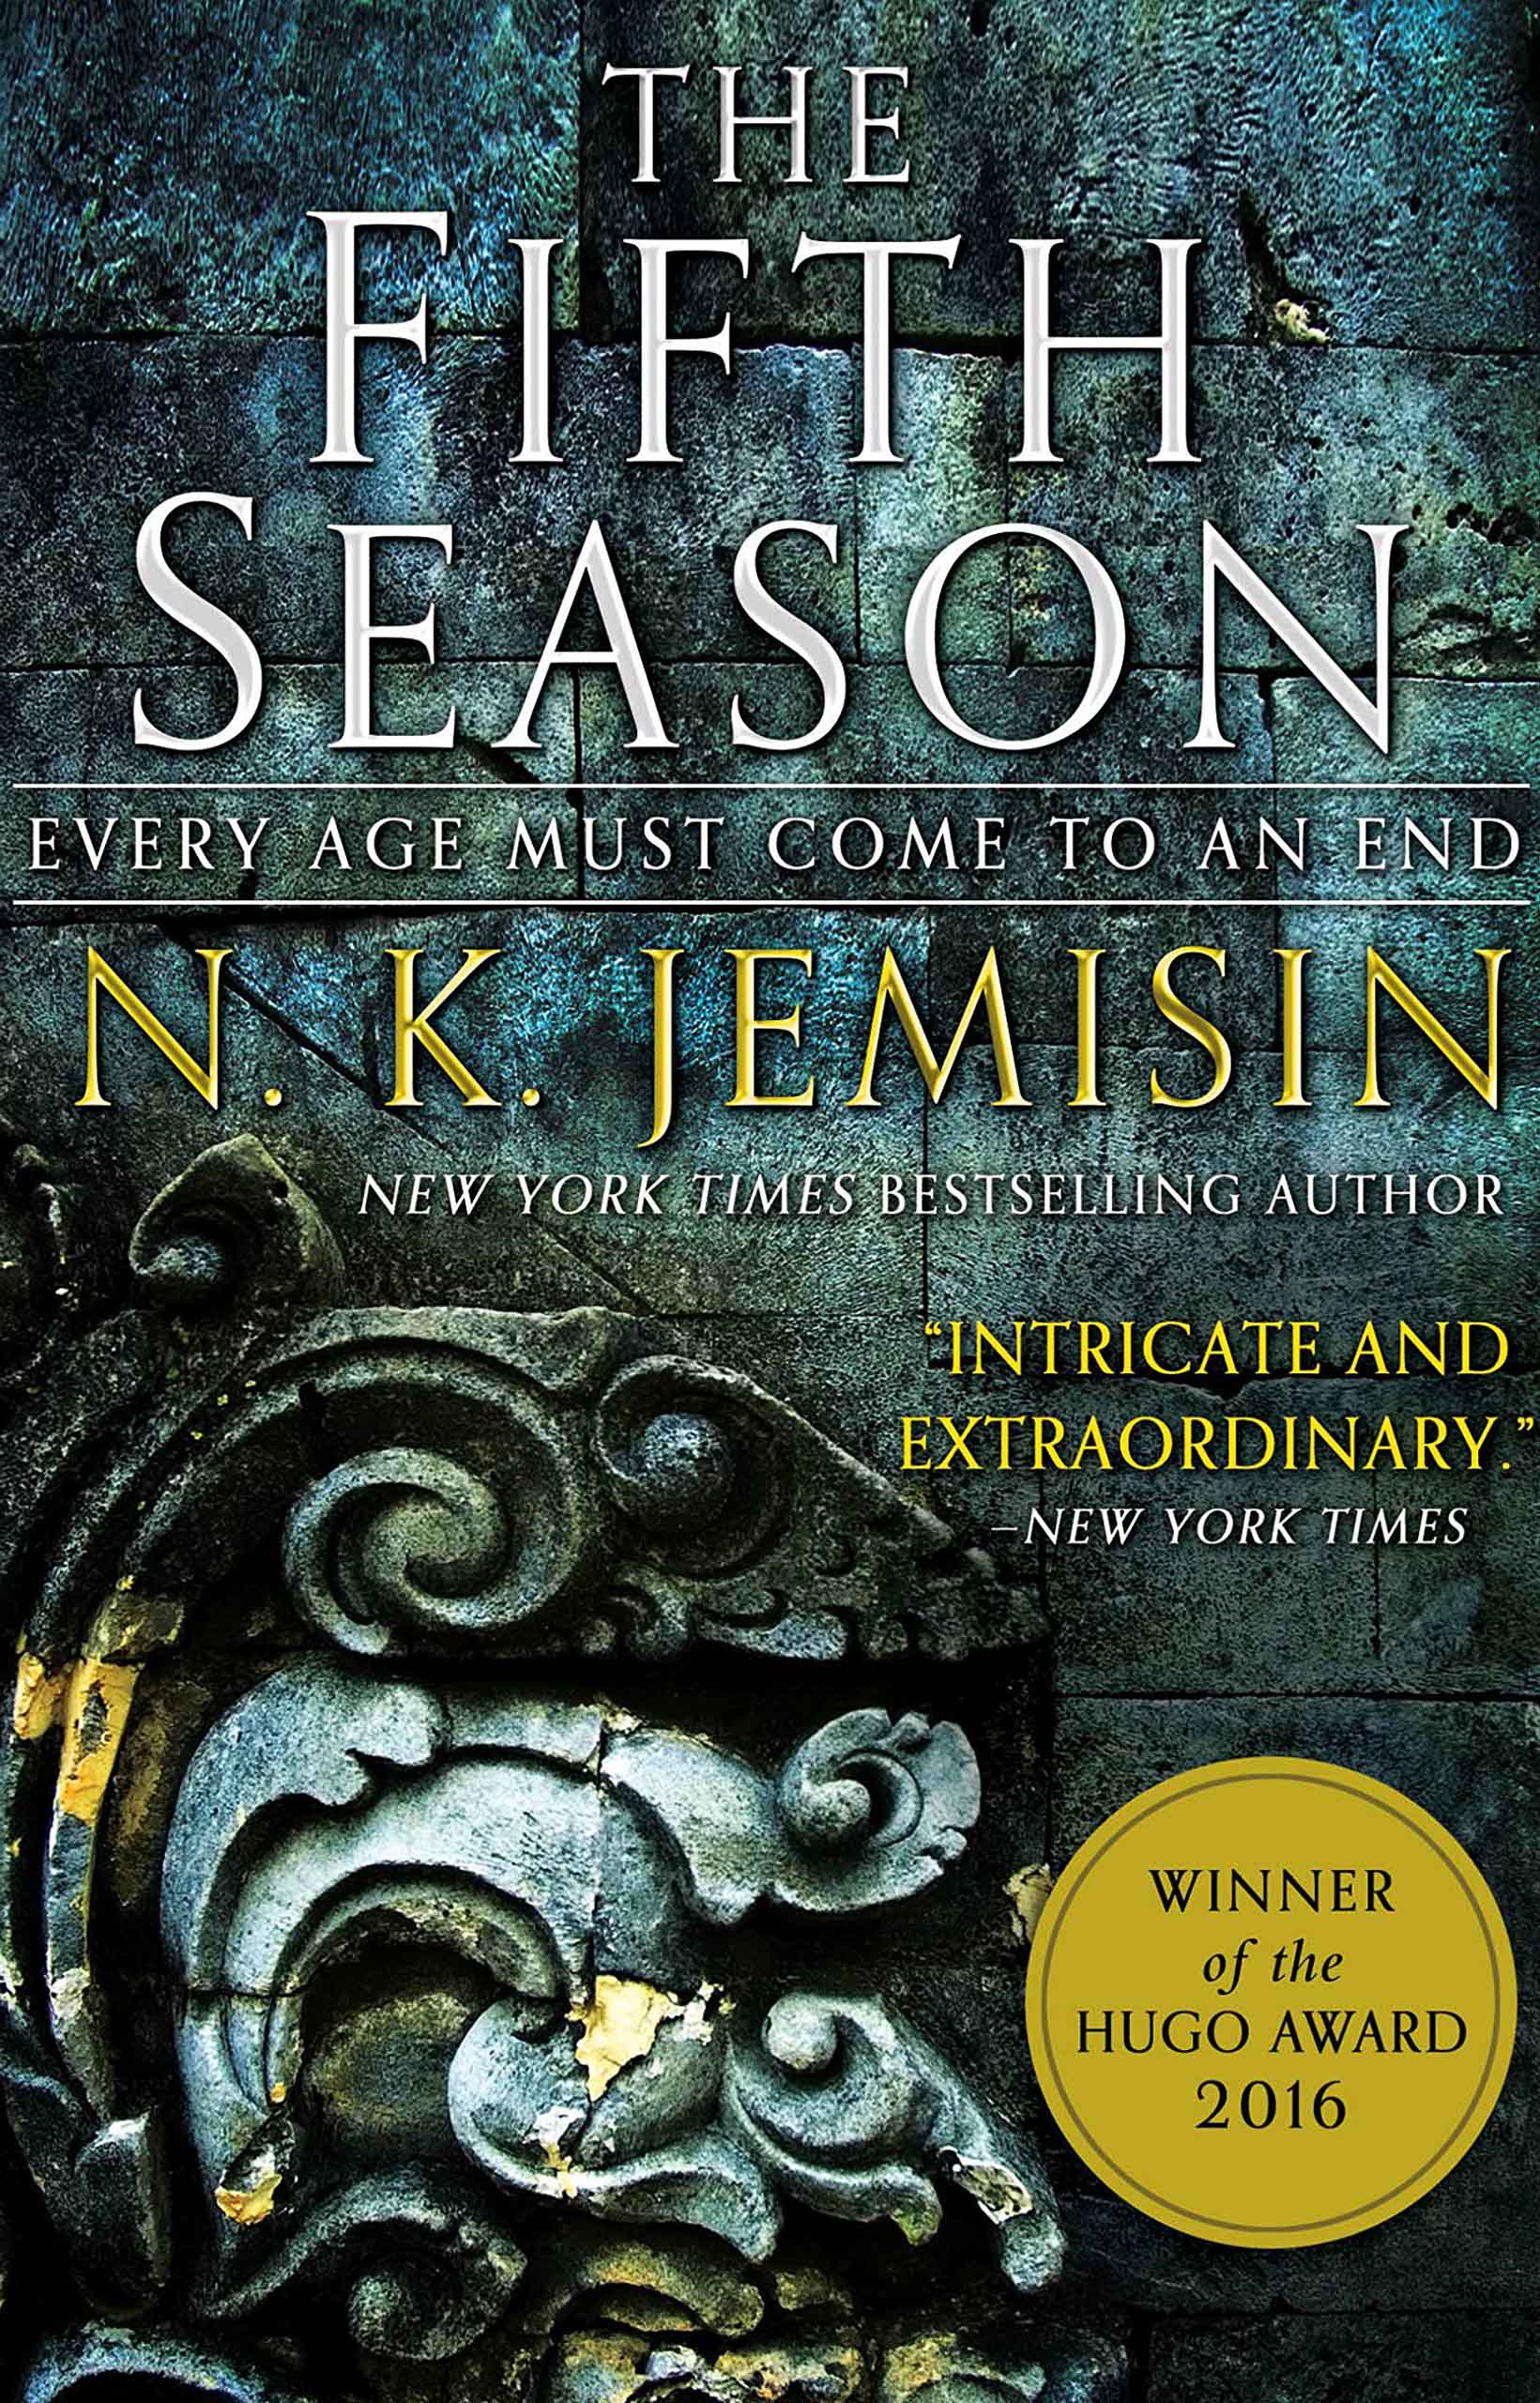 THE
FIFTH
SEASON
EVERY AGE MUST COME TO AN END
N. K. JEMISIN
NEW YORK TIMES BESTSELLING AUTHOR
“INTRICATE AND
EXTRAORDINARY.”
–NEW YORK TIMES
WINNER
of the
HUGO AWARD
2016